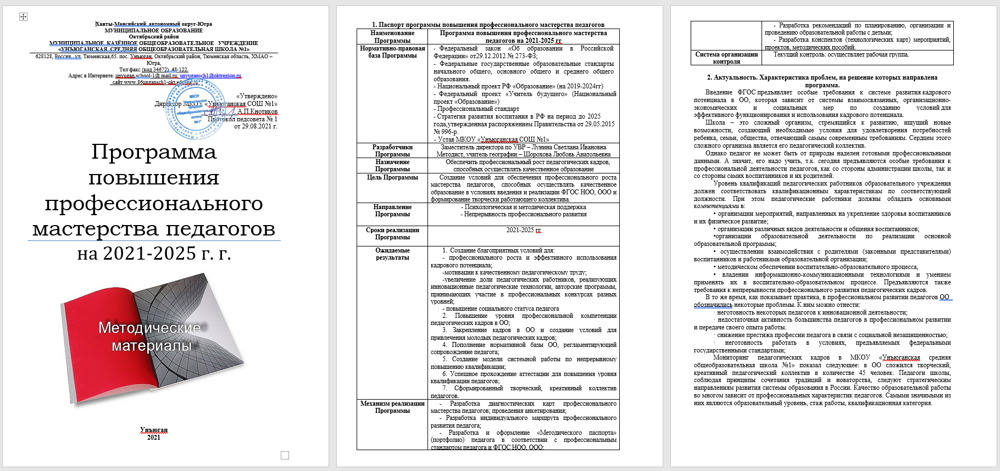 Ханты-Мансийский автономный округ-Югра
МУНИЦИПАЛЬНОЕ ОБРАЗОВАНИЕ
Октябрьский район
МУНИЦИПАЛЬНОЕ КАЗЁННОЕ ОБЩЕОБРАЗОВАТЕЛЬНОЕ УЧРЕЖДЕНИЕ
«УНЪЮГАНСКАЯ СРЕДНЯЯ ОБЩЕОБРАЗОВАТЕЛЬНАЯ ШКОЛА №1»
628128, Россия, ул. Тюменская,65. пос. Унъюган, Октябрьский район, Тюменская область, ХМАО –
Югра,
Тел\факс (код 34672) 48-122.
Адрес в Интернете: unyugan.school-1@ mail.ru; unyugansch1@oktregion.ru,
сайт www.86ungansch1-okt.edusite.ru
«Утверждено»
Директор МКОУ «Унъюганская СОШ №1»
А.П.Кнотиков
Протокол педсовета № 1
от 29.08.2021 г.
МКОУ
«Унъюганская
средняя
общеобразовательная
школа
№1»
Программа
повышения
профессионального
мастерства педагогов
на 2021-2025 г. г.
Методические
материалы
Унъюган
2021
1. Паспорт программы повышения профессионального мастерства педагогов
Наименование
Программы
Программа повышения профессионального мастерства
педагогов на 2021-2025 гг
Нормативно-правовая
база Программы
- Федеральный закон «Об образовании в Российской
Федерации» от29.12.2012 № 273-ФЗ;
- Федеральные государственные образовательные стандарты
начального общего, основного общего и среднего общего
образования.
- Национальный проект РФ «Образование» (на 2019-2024гг)
- Федеральный проект «Учитель будущего» (Национальный
проект «Образование»)
- Профессиональный стандарт
- Стратегия развития воспитания в РФ на период до 2025
года,утвержденная распоряжением Правительства от 29.05.2015
№ 996-р.
- Устав МКОУ «Унъюганская СОШ №1»
Разработчики
Программы
Заместитель директора по УВР – Лунина Светлана Ивановна
Методист, учитель географии – Шорохова Любовь Анатольевна
Назначение
Программы
Обеспечить профессиональный рост педагогических кадров,
способных осуществлять качественное образование
Цель Программы
Создание условий для обеспечения профессионального роста
мастерства педагогов, способных осуществлять качественное
образование в условиях введения и реализации ФГОС НОО, ООО и
формирование творчески работающего коллектива.
Направление
Программы
- Психологическая и методическая поддержка
- Непрерывность профессионального развития
Сроки реализации
Программы
2021-2025 гг.
Ожидаемые
результаты
1. Создание благоприятных условий для:
- профессионального роста и эффективного использования
кадрового потенциала;
-мотивации к качественному педагогическому труду;
-увеличение доли педагогических работников, реализующих
инновационные педагогические технологии, авторские программы,
принимающих участие в профессиональных конкурсах разных
уровней;
- повышение социального статуса педагога
2. Повышение уровня профессиональной компетенции
педагогических кадров в ОО;
3. Закрепление кадров в ОО и создание условий для
привлечения молодых педагогических кадров;
4. Пополнение нормативной базы ОО, регламентирующей
сопровождение педагога;
5. Создание модели системной работы по непрерывному
повышению квалификации;
6. Успешное прохождение аттестации для повышения уровня
квалификации педагогов;
7. Сформированный творческий, креативный коллектив
педагогов.
Механизм реализации
Программы
- Разработка диагностических карт профессионального
мастерства педагогов; проведения анкетирования;
- Разработка индивидуального маршрута профессионального
развития педагога;
- Разработка и оформление «Методического паспорта»
(портфолио) педагога в соответствии с профессиональным
стандартом педагога и ФГОС НОО, ООО;
- Разработка рекомендаций по планированию, организации и
проведению образовательной работы с детьми;
- Разработка конспектов (технологических карт) мероприятий,
проектов, методических пособий.
Система организации
контроля
Текущий контроль: осуществляет рабочая группа.
2. Актуальность. Характеристика проблем, на решение которых направлена
программа.
Введение ФГОС предъявляет особые требования к системе развития кадрового
потенциала в ОО, которая зависит от системы взаимосвязанных, организационно-
экономических и социальных мер по созданию условий для
эффективного функционирования и использования кадрового потенциала.
Школа – это сложный организм, стремящийся к развитию, ищущий новые
возможности, создающий необходимые условия для удовлетворения потребностей
ребенка, семьи, общества, отвечающий самым современным требованиям. Сердцем этого
сложного организма является его педагогический коллектив.
Однако педагог не может быть от природы наделен готовыми профессиональными
данными. А значит, его надо учить, т.к. сегодня предъявляются особые требования к
профессиональной деятельности педагогов, как со стороны администрации школы, так и
со стороны самих воспитанников и их родителей.
Уровень квалификаций педагогических работников образовательного учреждения
должен соответствовать квалификационным характеристикам по соответствующей
должности. При этом педагогические работники должны обладать основными
компетенциями в:
• организации мероприятий, направленных на укрепление здоровья воспитанников
и их физическое развитие;
• организации различных видов деятельности и общения воспитанников;
•организации образовательной деятельности по реализации основной
образовательной программы;
• осуществлении взаимодействия с родителями (законными представителями)
воспитанников и работниками образовательной организации;
• методическом обеспечении воспитательно-образовательного процесса,
• владении информационно-коммуникационными технологиями и умением
применять их в воспитательно-образовательном процессе. Предъявляются также
требования к непрерывности профессионального развития педагогических кадров.
В то же время, как показывает практика, в профессиональном развитии педагогов ОО
обозначились некоторые проблемы. К ним можно отнести:
· неготовность некоторых педагогов к инновационной деятельности;
· недостаточная активность большинства педагогов в профессиональном развитии
и передаче своего опыта работы.
· снижение престижа профессии педагога в связи с социальной незащищенностью;
· неготовность работать в условиях, предъявляемых федеральными
государственными стандартами;
Мониторинг педагогических кадров в МКОУ «Унъюганская средняя
общеобразовательная школа №1» показал следующее: в ОО сложился творческий,
креативный педагогический коллектив в количестве 45 человек. Педагоги школы,
соблюдая принципы сочетания традиций и новаторства, следуют стратегическим
направлениям развития системы образования в России. Качество образовательной работы
во многом зависит от профессиональных характеристик педагогов. Самыми значимыми из
них являются образовательный уровень, стаж работы, квалификационная категория.